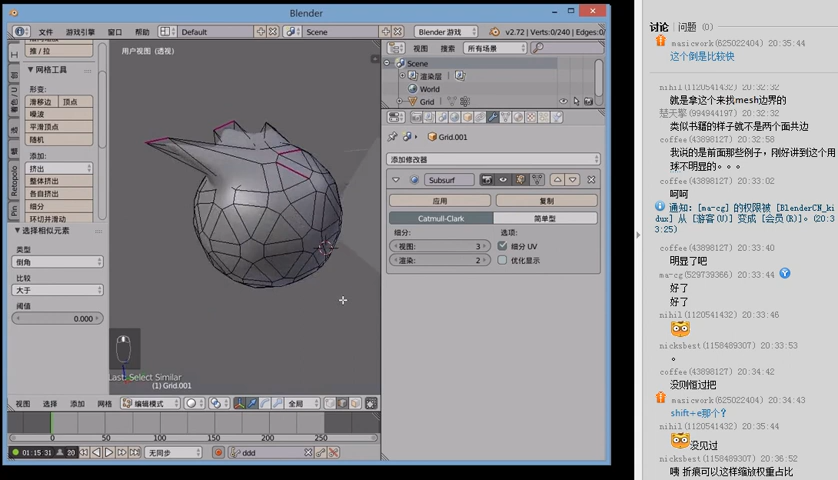 Blender
文件
游戏引擎
窗口
帮助
Default
Scene
Blender 游戏
v2.72 | Verts:0/240 | Edges:0/
推 / 拉
网格工具
形变:
滑移边
顶点
噪波
平滑顶点
随机
添加:
挤出
整体挤出
各自挤出
细分
环切并滑动
Retopolo
Pin
选择相似元素
类型
倒角
比较
大于
阈值
0.000
用户视图 (透视)
Last: Select Similar
(1) Grid.001
视图
选择
添加
网格
编辑模式
全局
0
50
100
150
200
250
01:15 31
20
无同步
ddd
视图
搜索
所有场景
Scene
渲染层
World
Grid
Grid.001
添加修改器
Subsurf
应用
复制
Catmull-Clark
简单型
细分:
视图:
3
细分 UV
渲染:
2
优化显示
讨论
问题 (0)
masicwork(625022404) 20:35:44
这个倒是比较快
nihil(1120541432) 20:32:32
就是拿这个来找mesh边界的
楚天擎(994944197) 20:32:32
类似书籍的样子就不是两个面共边
coffee(43898127) 20:32:58
我说的是前面那些例子，刚好讲到这个用
球不明显的。。。
coffee(43898127) 20:33:02
呵呵
通知: [ma-cg] 的权限被 [BlenderCN_ki
dux] 从 [游客(U)] 变成 [会员(R)]。(20:3
3:25)
coffee(43898127) 20:33:40
明显了吧
ma-cg(529739366) 20:33:44
好了
好了
nihil(1120541432) 20:33:46
nicksbest(1158489307) 20:33:53
。
coffee(43898127) 20:34:42
没则恒过把
masicwork(625022404) 20:34:43
shift+e那个？
nihil(1120541432) 20:35:44
没见过
nicksbest(1158489307) 20:36:52
咦 折痕可以这样缩放权重占比